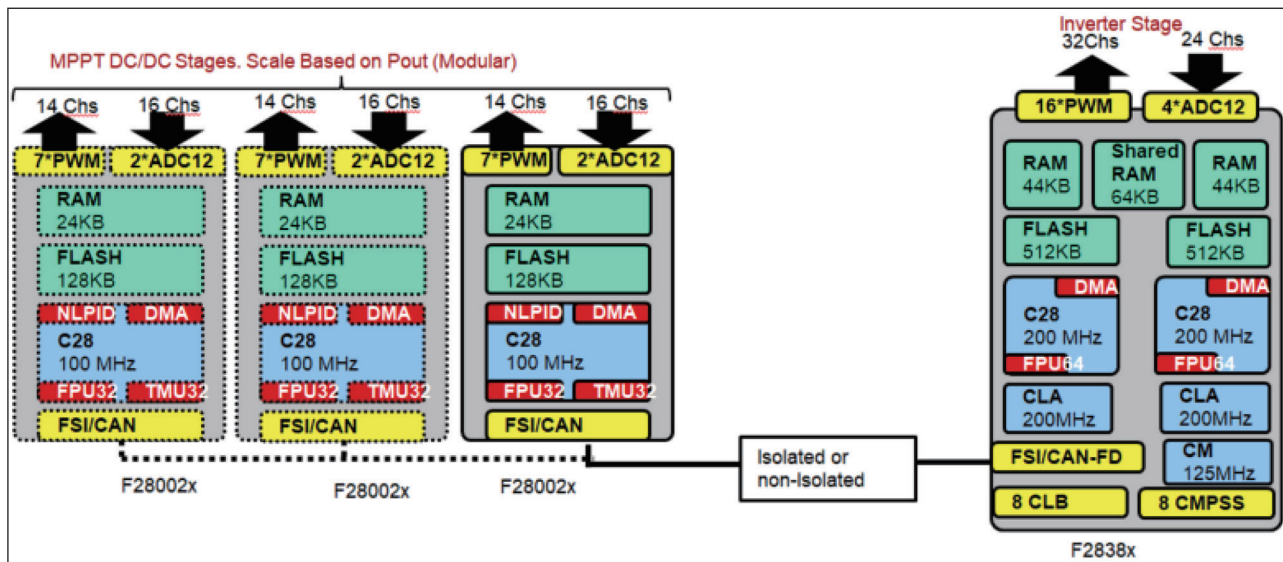 MPPT DC/DC Stages. Scale Based on Pout (Modular)
14 Chs
16 Chs
14 Chs
16 Chs
14 Chs
16 Chs
7*PWM
2*ADC12
7*PWM
2*ADC12
7*PWM
2*ADC12
RAM
24KB
RAM
24KB
RAM
24KB
FLASH
128KB
FLASH
128KB
FLASH
128KB
NLPID
DMA
NLPID
DMA
NLPID
DMA
C28
100 MHz
C28
100 MHz
C28
100 MHz
FPU32
TMU32
FPU32
TMU32
FPU32
TMU32
FSI/CAN
FSI/CAN
FSI/CAN
F28002x
F28002x
F28002x
Isolated or
non-Isolated
Inverter Stage
32Chs
24 Chs
16*PWM
4*ADC12
RAM
44KB
Shared
RAM
64KB
RAM
44KB
FLASH
512KB
FLASH
512KB
DMA
C28
200 MHz
FPU64
DMA
C28
200 MHz
FPU64
CLA
200MHz
CLA
200MHz
FSI/CAN-FD
CM
125MHz
8 CLB
8 CMPSS
F2838x